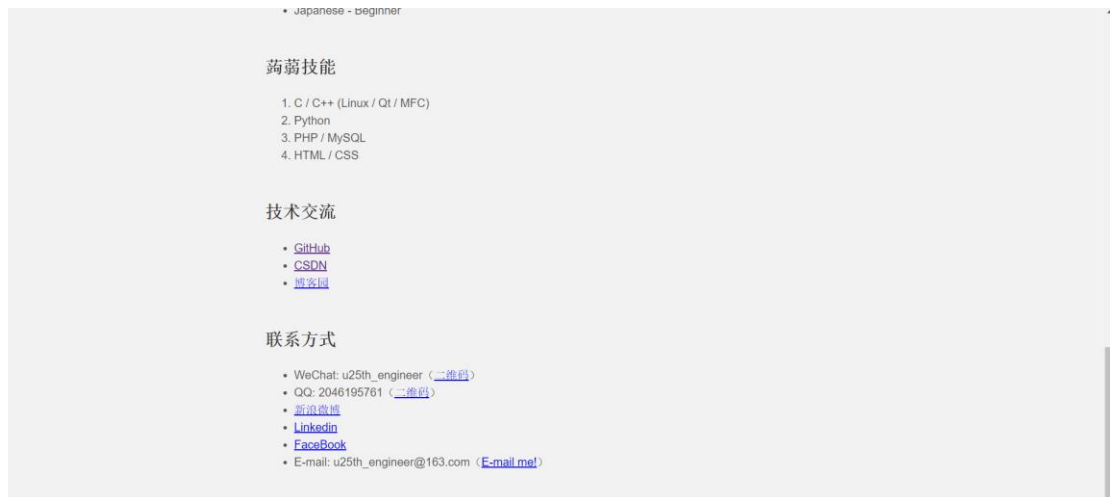 • Japanese - Beginner
蒟蒻技能
1. C / C++ (Linux / Qt / MFC)
2. Python
3. PHP / MySQL
4. HTML / CSS
技术交流
• GitHub
• CSDN
• 博客园
联系方式
• WeChat: u25th_engineer（二维码）
• QQ: 2046195761（二维码）
• 新浪微博
• Linkedin
• FaceBook
• E-mail: u25th_engineer@163.com（E-mail me!）